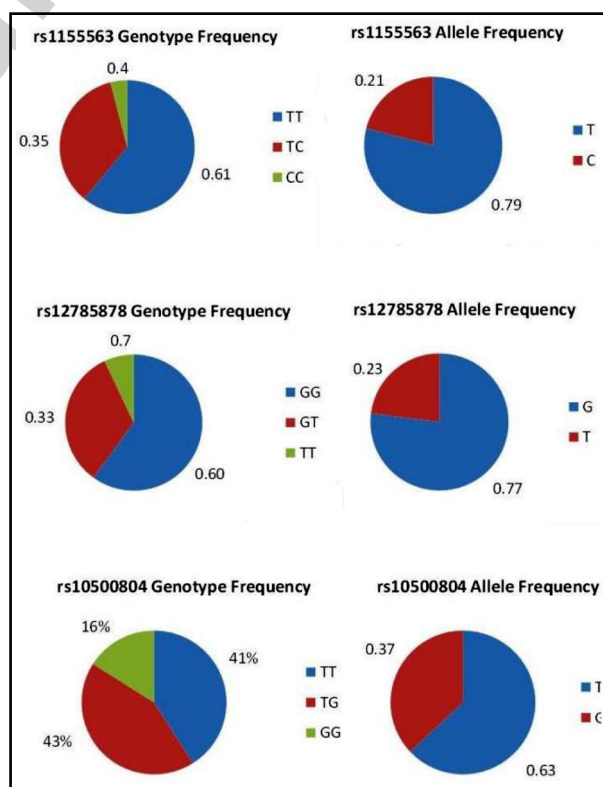 rs1155563 Genotype Frequency
0.4
0.35
0.61
TT
TC
CC
rs1155563 Allele Frequency
0.21
0.79
T
C
rs12785878 Genotype Frequency
0.7
0.33
0.60
GG
GT
TT
rs12785878 Allele Frequency
0.23
0.77
G
T
rs10500804 Genotype Frequency
16%
41%
43%
TT
TG
GG
rs10500804 Allele Frequency
0.37
0.63
T
G